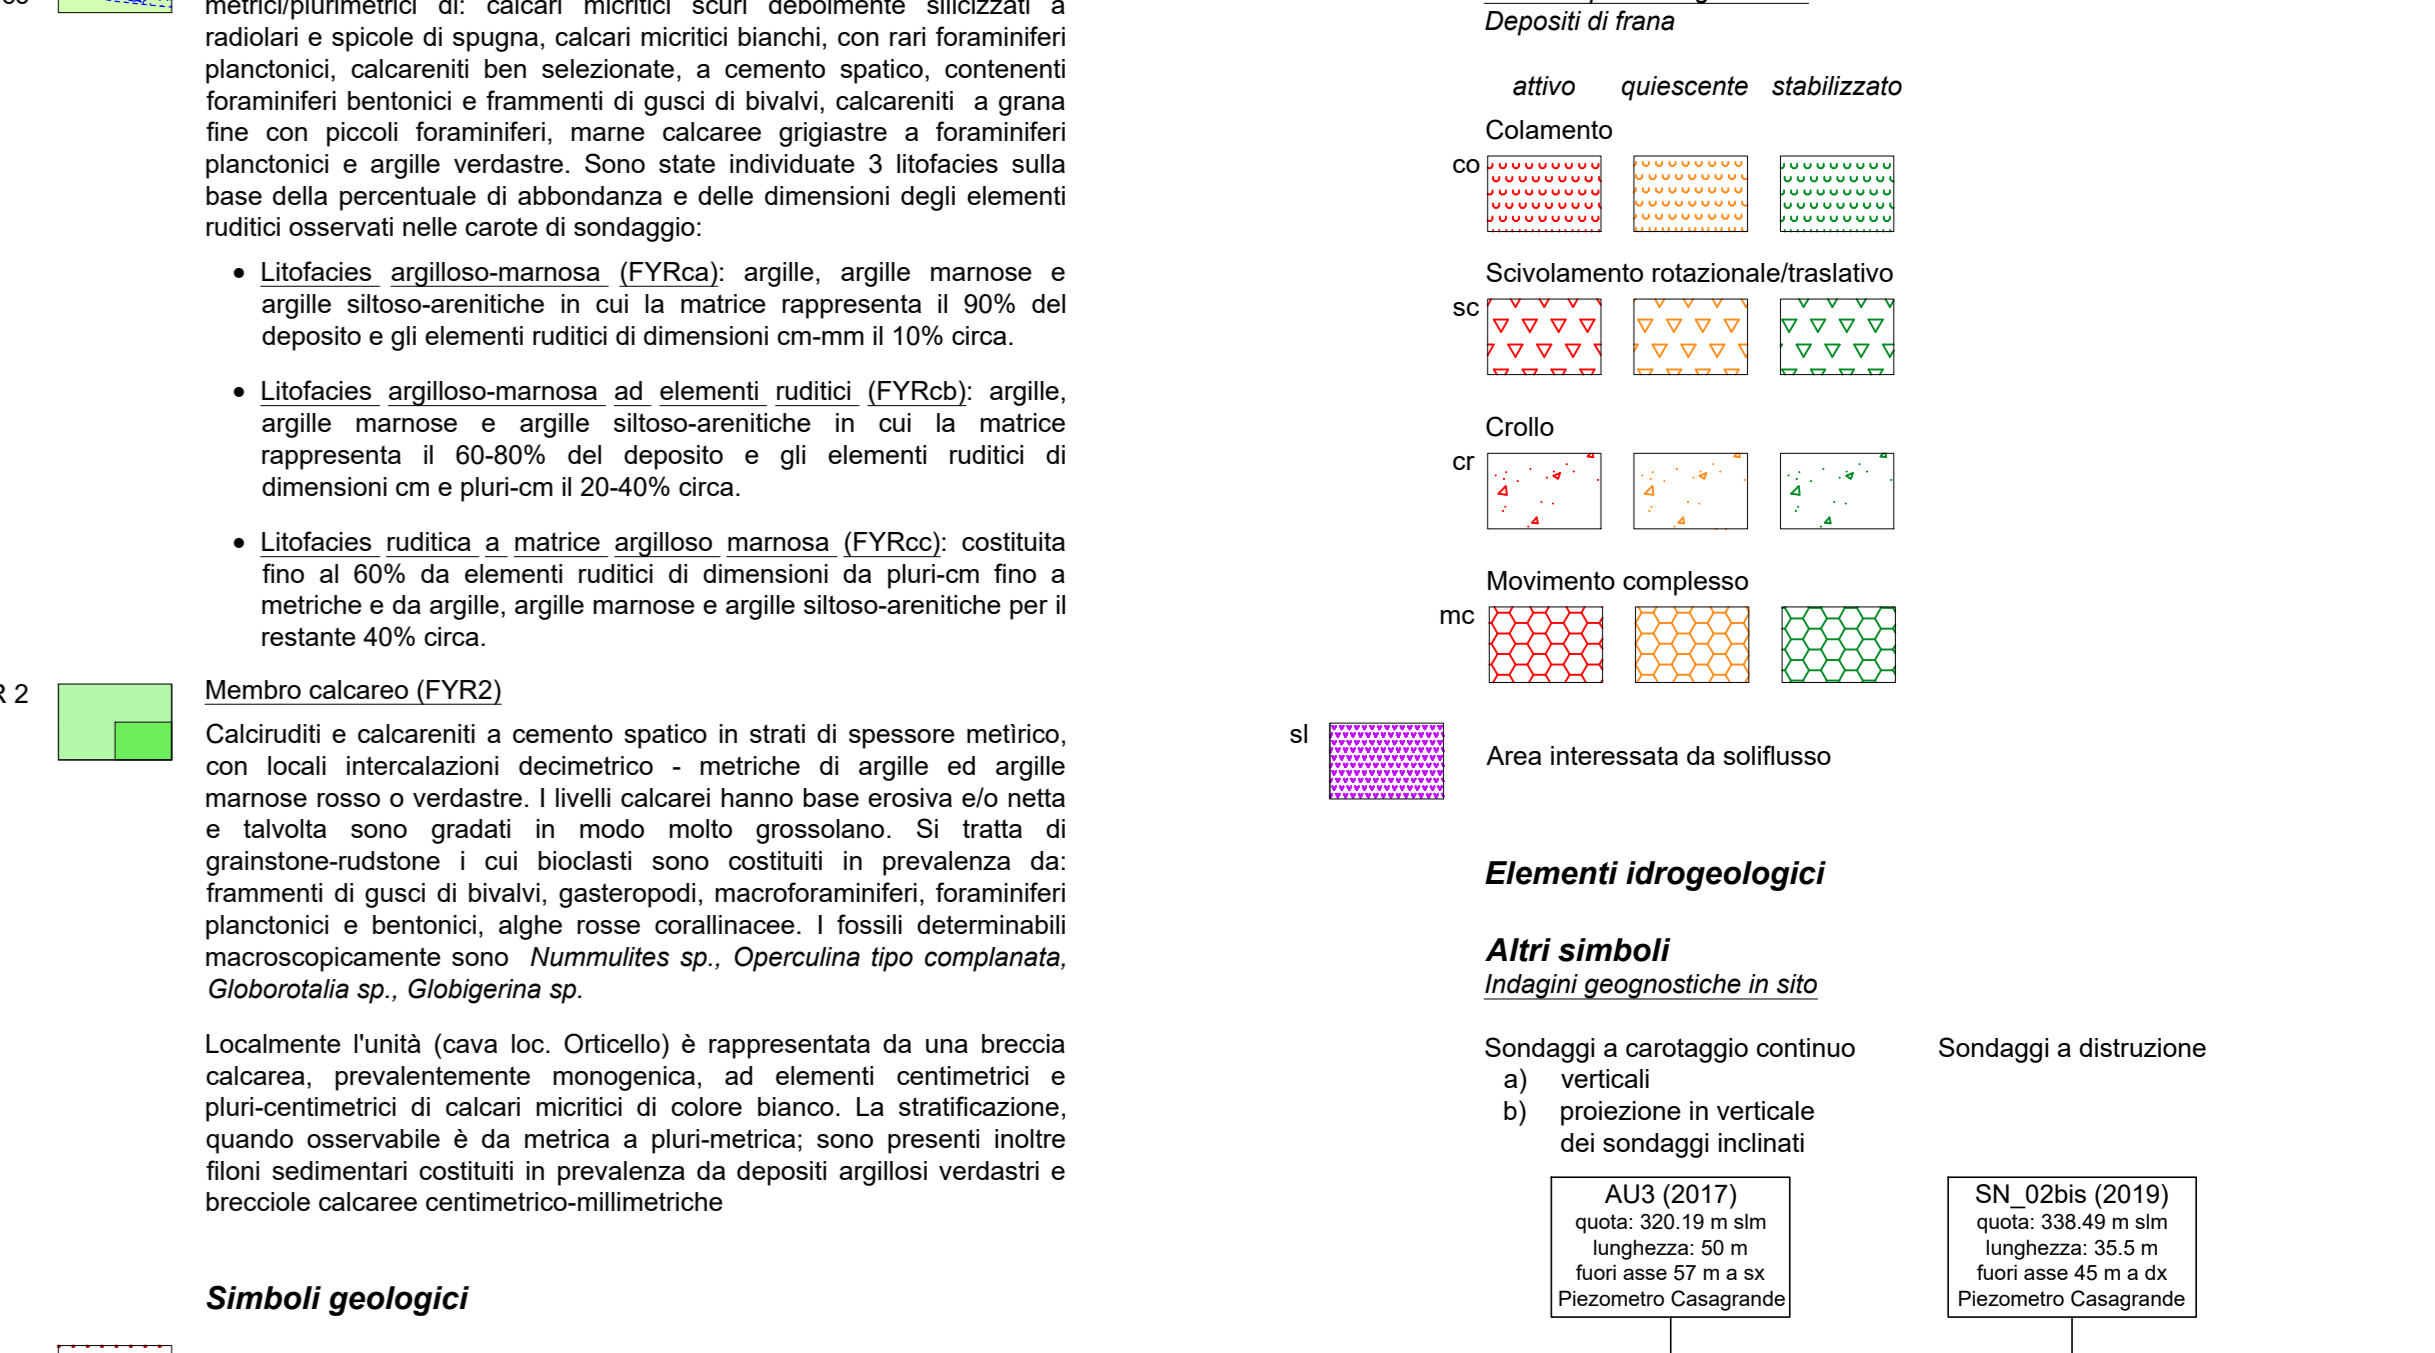 metrici/plurimetrici di: calcari micritici scuri debolmente silicizzati a
radiolari e spicole di spugna, calcari micritici bianchi, con rari foraminiferi
planctonici, calcareniti ben selezionate, a cemento spatico, contenenti
foraminiferi bentonici e frammenti di gusci di bivalvi, calcareniti a grana
fine con piccoli foraminiferi, marne calcaree grigiastre a foraminiferi
planctonici e argille verdastre. Sono state individuate 3 litofacies sulla
base della percentuale di abbondanza e delle dimensioni degli elementi
ruditici osservati nelle carote di sondaggio:
• Litofacies argilloso-marnosa (FYRca): argille, argille marnose e
argille siltoso-arenitiche in cui la matrice rappresenta il 90% del
deposito e gli elementi ruditici di dimensioni cm-mm il 10% circa.
• Litofacies argilloso-marnosa ad elementi ruditici (FYRcb): argille,
argille marnose e argille siltoso-arenitiche in cui la matrice
rappresenta il 60-80% del deposito e gli elementi ruditici di
dimensioni cm e pluri-cm il 20-40% circa.
• Litofacies ruditica a matrice argilloso marnosa (FYRcc): costituita
fino al 60% da elementi ruditici di dimensioni da pluri-cm fino a
metriche e da argille, argille marnose e argille siltoso-arenitiche per il
restante 40% circa.
R 2
Membro calcareo (FYR2)
Calciruditi e calcareniti a cemento spatico in strati di spessore metìrico,
con locali intercalazioni decimetrico - metriche di argille ed argille
marnose rosso o verdastre. I livelli calcarei hanno base erosiva e/o netta
e talvolta sono gradati in modo molto grossolano. Si tratta di
grainstone-rudstone i cui bioclasti sono costituiti in prevalenza da:
frammenti di gusci di bivalvi, gasteropodi, macroforaminiferi, foraminiferi
planctonici e bentonici, alghe rosse corallinacee. I fossili determinabili
macroscopicamente sono Nummulites sp., Operculina tipo complanata,
Globorotalia sp., Globigerina sp.
Localmente l'unità (cava loc. Orticello) è rappresentata da una breccia
calcarea, prevalentemente monogenica, ad elementi centimetrici e
pluri-centimetrici di calcari micritici di colore bianco. La stratificazione,
quando osservabile è da metrica a pluri-metrica; sono presenti inoltre
filoni sedimentari costituiti in prevalenza da depositi argillosi verdastri e
brecciole calcaree centimetrico-millimetriche
Simboli geologici
Depositi di frana
attivo quiescente stabilizzato
Colamento
co
Scivolamento rotazionale/traslativo
sc
Crollo
cr
Movimento complesso
mc
sl
Area interessata da soliflusso
Elementi idrogeologici
Altri simboli
Indagini geognostiche in sito
Sondaggi a carotaggio continuo
a) verticali
b) proiezione in verticale
dei sondaggi inclinati
AU3 (2017)
quota: 320.19 m slm
lunghezza: 50 m
fuori asse 57 m a sx
Piezometro Casagrande
Sondaggi a distruzione
SN_02bis (2019)
quota: 338.49 m slm
lunghezza: 35.5 m
fuori asse 45 m a dx
Piezometro Casagrande